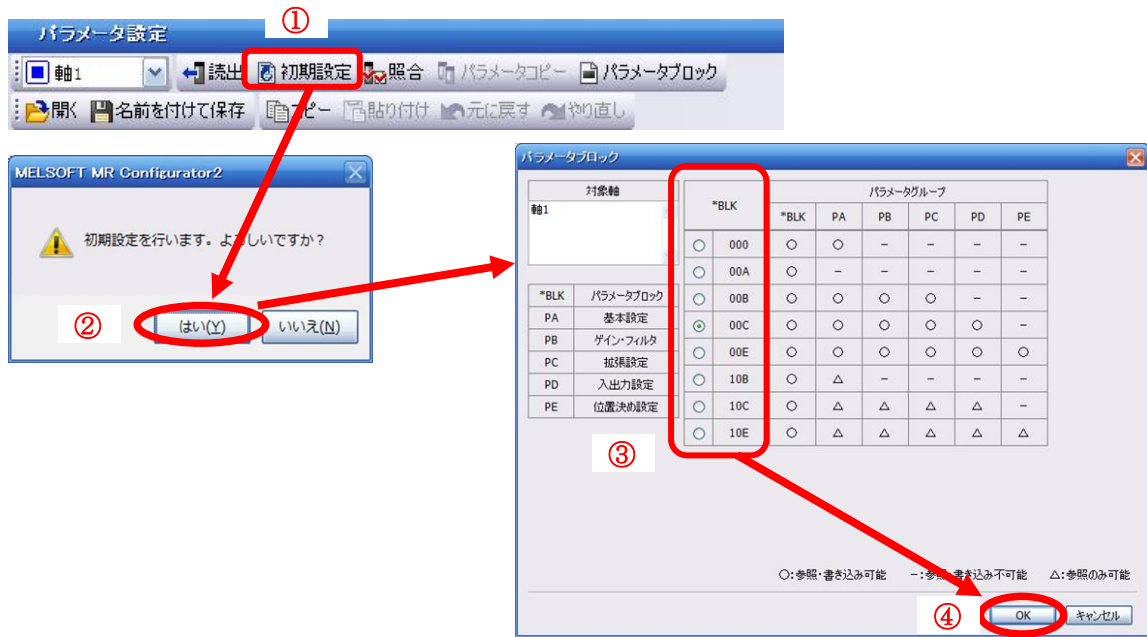 ①
パラメータ設定
軸1 読出 初期設定 照合 パラメータコピー パラメータブロック
開く 名前を付けて保存 コピー 貼り付け 元に戻す やり直し
MELSOFT MR Configurator2
初期設定を行います。よろしいですか?
② はい(Y) いいえ(N)
パラメータブロック
対象軸
軸1
*BLK パラメータブロック
PA 基本設定
PB ゲイン・フィルタ
PC 拡張設定
PD 入出力設定
PE 位置決め設定
③
*BLK パラメータグループ
*BLK PA PB PC PD PE
000 ○ ○ - - - -
00A ○ - - - - -
00B ○ ○ ○ ○ - -
00C ○ ○ ○ ○ ○ -
00E ○ ○ ○ ○ ○ ○
10B ○ △ - - - -
10C ○ △ △ △ △ -
10E ○ △ △ △ △ △
○:参照・書き込み可能 -:参照・書き込み不可能 △:参照のみ可能
④ OK キャンセル